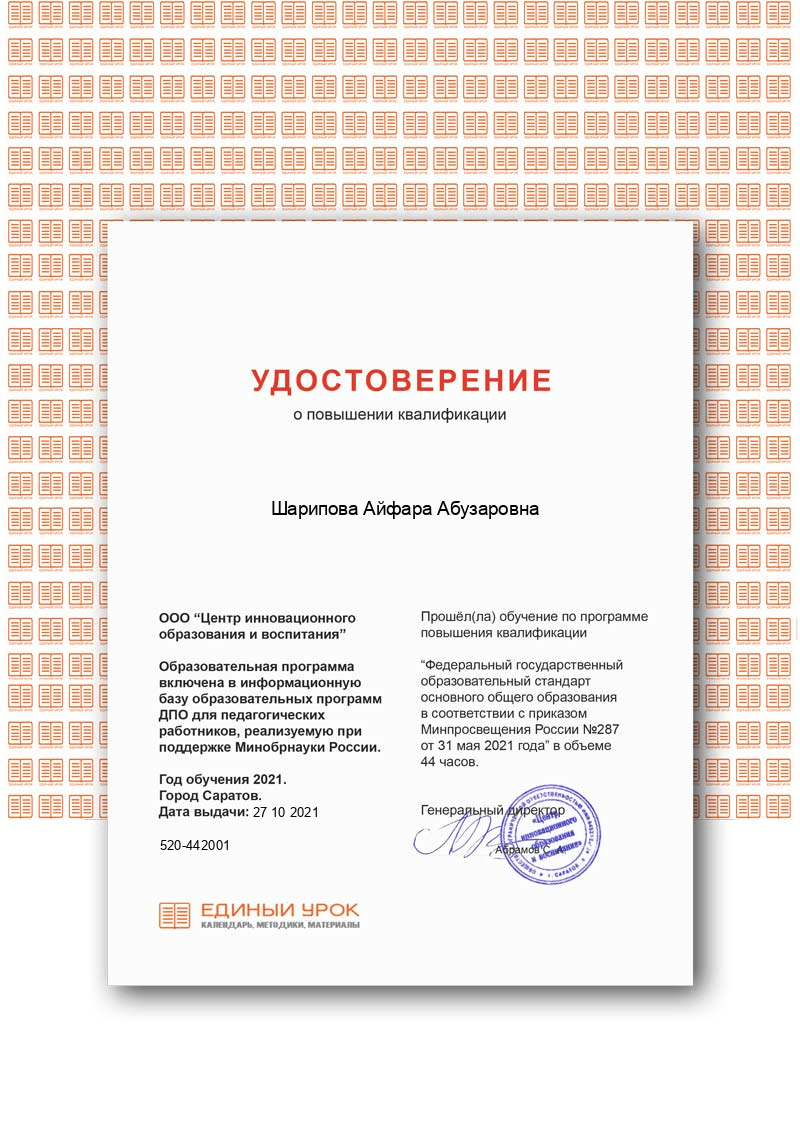 УДОСТОВЕРЕНИЕ
о повышении квалификации
Шарипова Айфара Абузаровна
ООО “Центр инновационного
образования и воспитания”
Образовательная программа
включена в информационную
базу образовательных программ
ДПО для педагогических
работников, реализуемую при
поддержке Минобрнауки России.
Год обучения 2021.
Город Саратов.
Дата выдачи: 27 10 2021
520-442001
ЕДИНЫЙ УРОК
КАЛЕНДАРЬ, МЕТОДИКИ, МАТЕРИАЛЫ
Прошёл(ла) обучение по программе
повышения квалификации
“Федеральный государственный
образовательный стандарт
основного общего образования
в соответствии с приказом
Минпросвещения России №287
от 31 мая 2021 года” в объеме
44 часов.
Генеральный директор
Абрамов С.
«Центр
инновационного
образования
и воспитания»
г. САРАТОВ